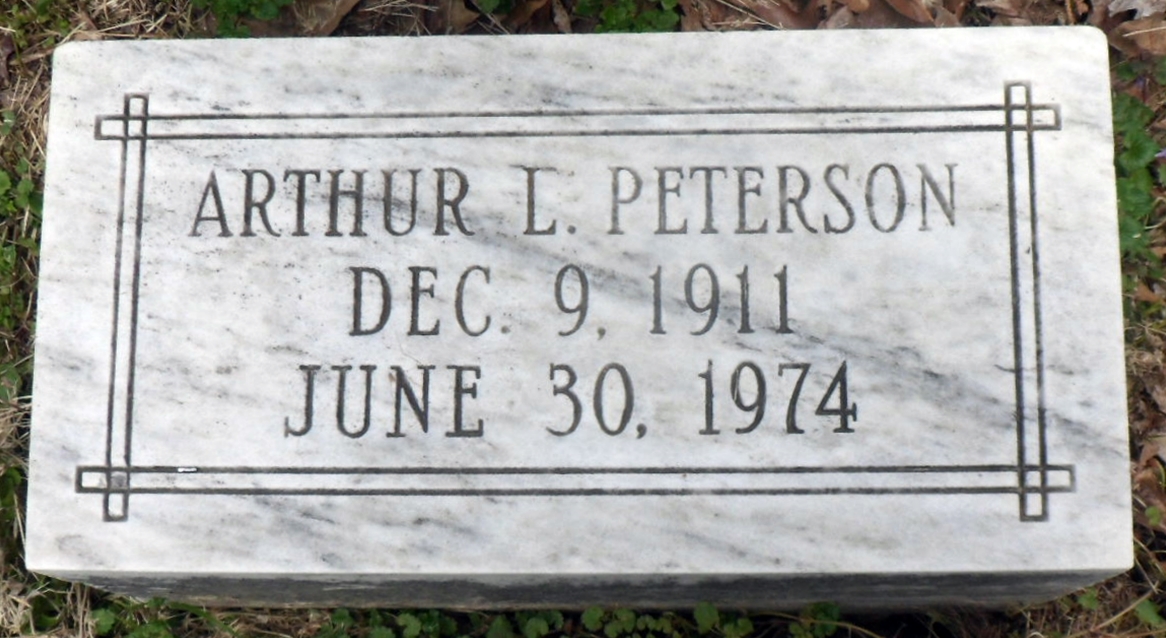 ARTHUR L. PETERSON
DEC. 9, 1911
JUNE 30, 1974